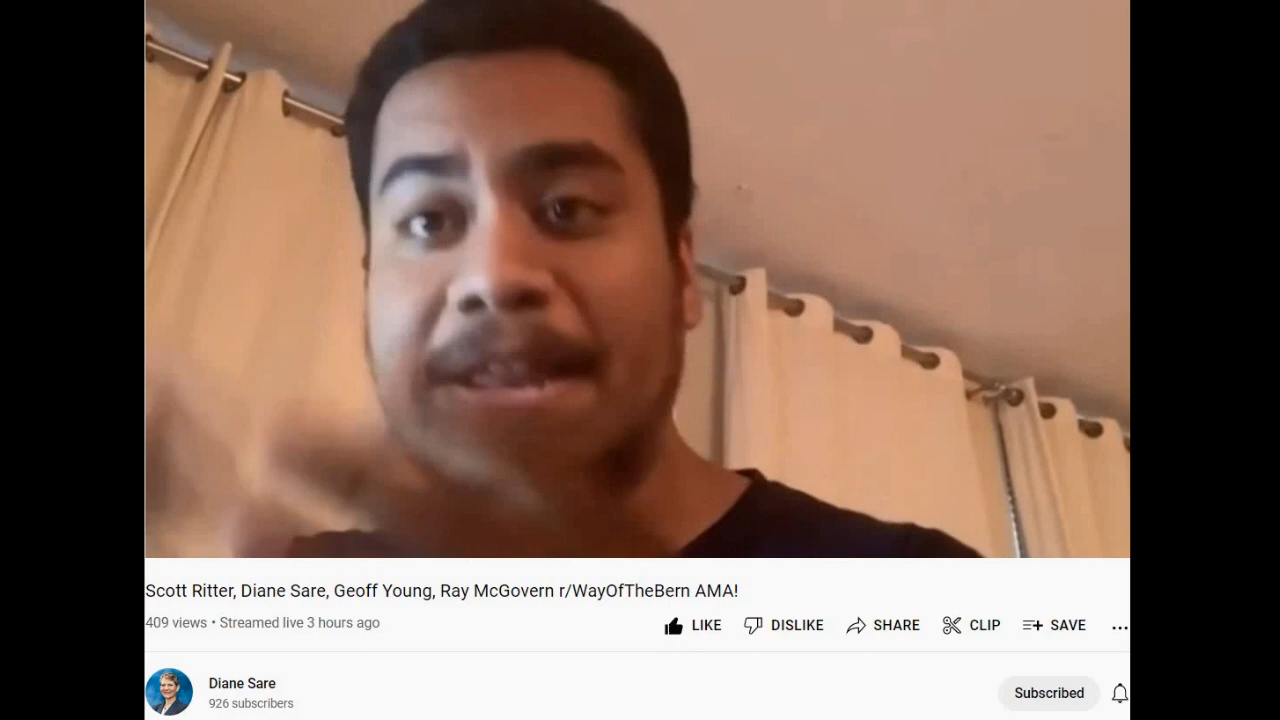 Scott Ritter, Diane Sare, Geoff Young, Ray McGovern r/WayOfTheBern AMA!
409 views • Streamed live 3 hours ago
LIKE DISLIKE SHARE CLIP SAVE ...
Diane Sare
926 subscribers
Subscribed